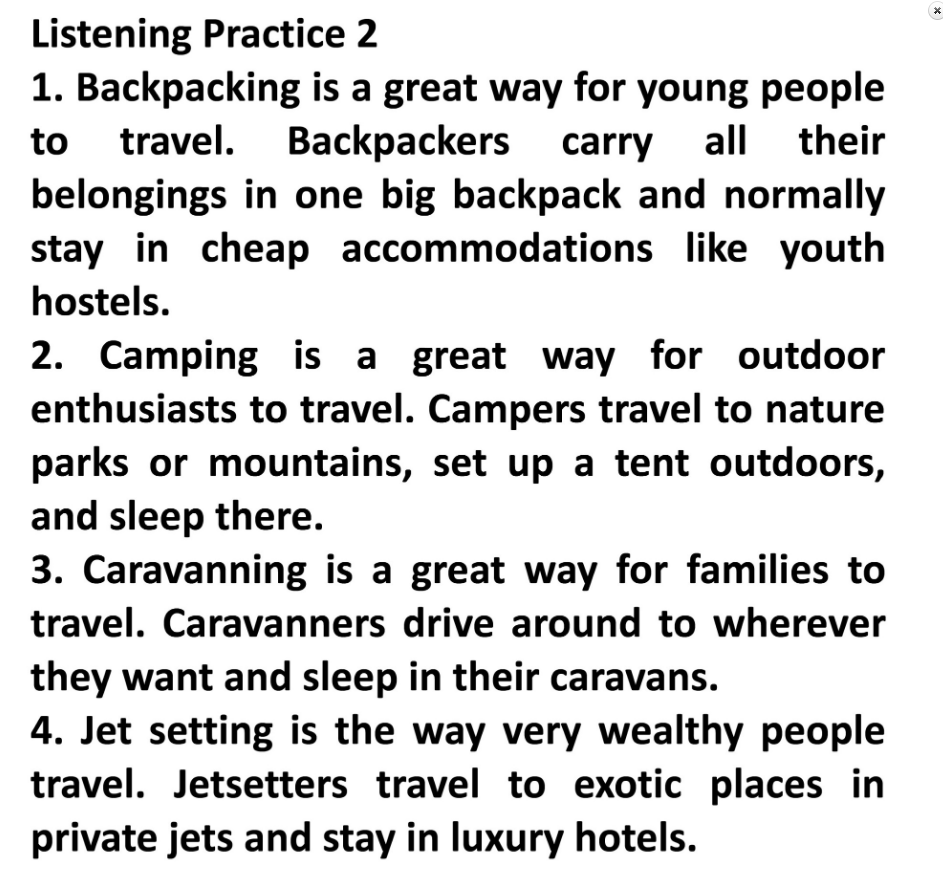 Listening Practice 2
1. Backpacking is a great way for young people
to travel. Backpackers carry all their
belongings in one big backpack and normally
stay in cheap accommodations like youth
hostels.
2. Camping is a great way for outdoor
enthusiasts to travel. Campers travel to nature
parks or mountains, set up a tent outdoors,
and sleep there.
3. Caravanning is a great way for families to
travel. Caravanners drive around to wherever
they want and sleep in their caravans.
4. Jet setting is the way very wealthy people
travel. Jetsetters travel to exotic places in
private jets and stay in luxury hotels.